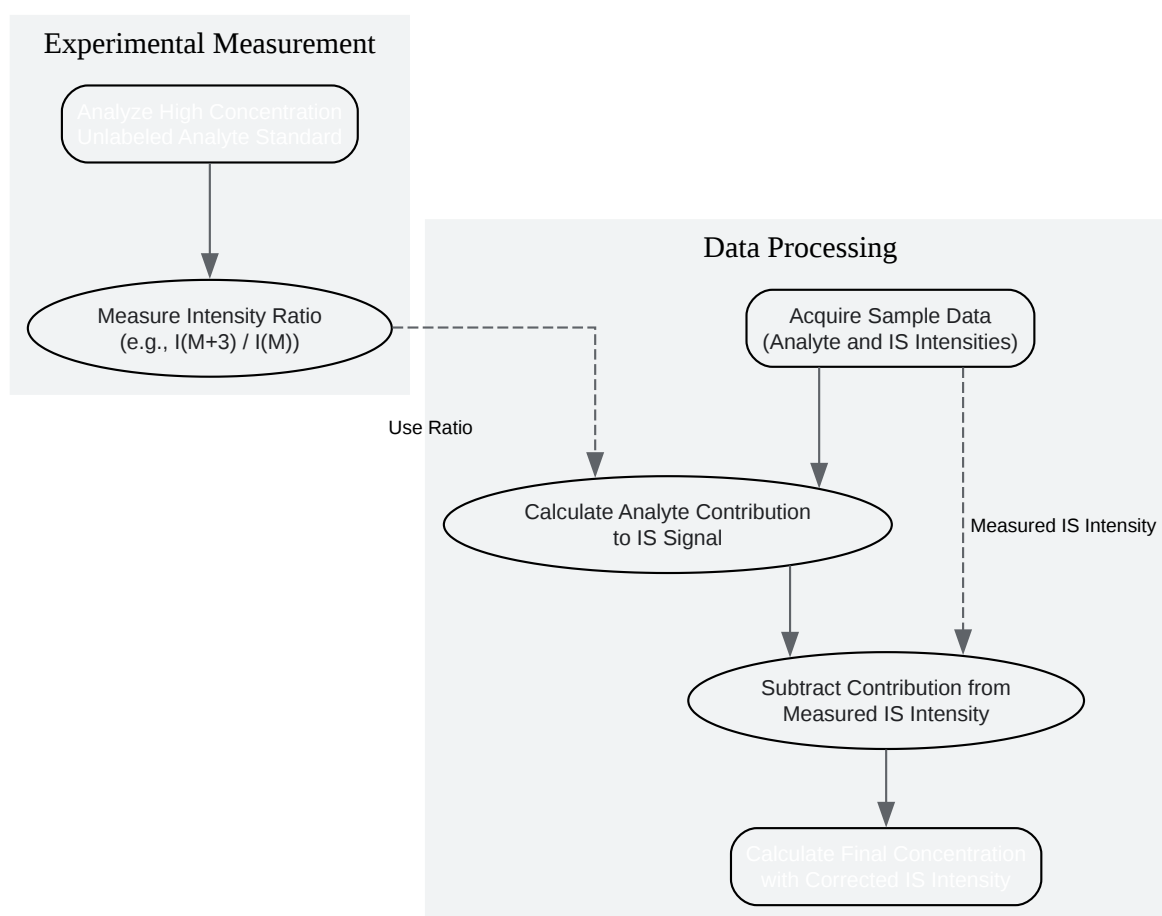 Experimental Measurement
Analyze High Concentration
Unlabeled Analyte Standard
Measure Intensity Ratio
(e.g., I(M+3) / I(M))
Data Processing
Acquire Sample Data
(Analyte and IS Intensities)
Use Ratio
Calculate Analyte Contribution
to IS Signal
Measured IS Intensity
Subtract Contribution from
Measured IS Intensity
Calculate Final Concentration
with Corrected IS Intensity